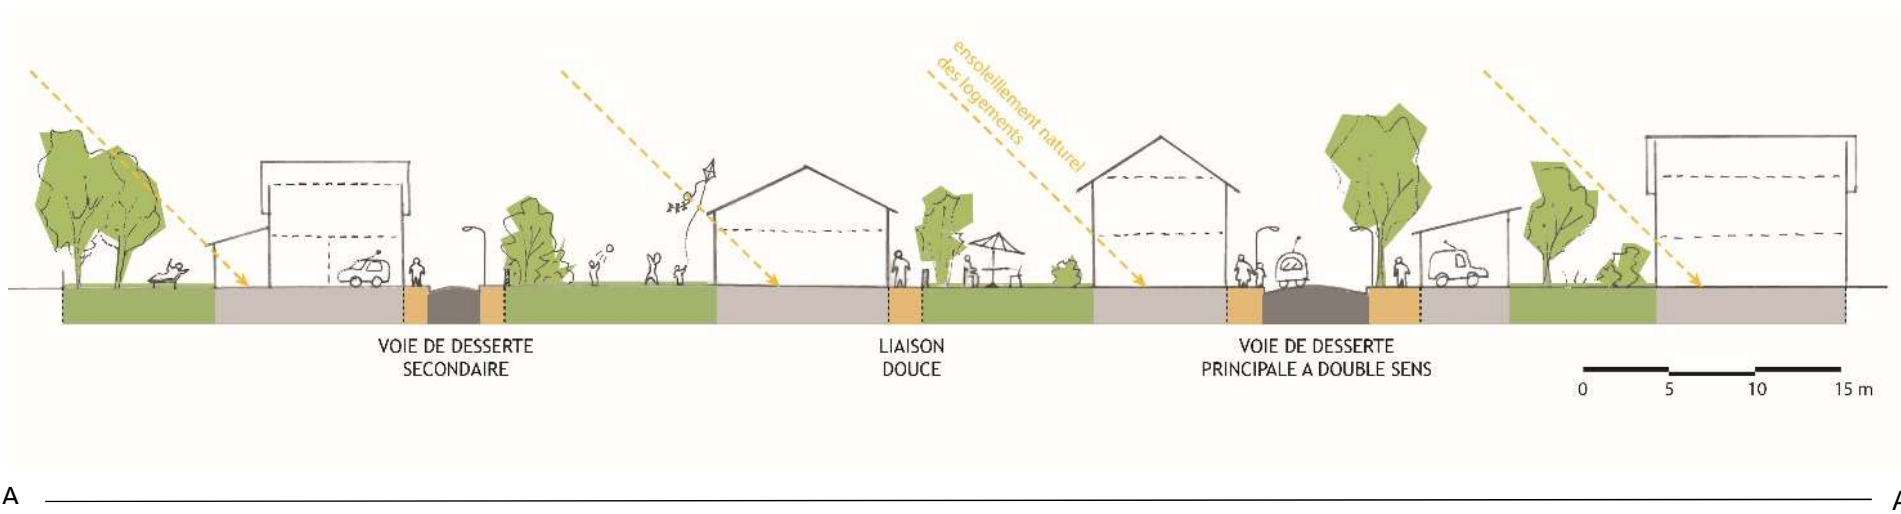 ensoleillement naturel
des logements
VOIE DE DESSERTE
SECONDAIRE
LIAISON
DOUCE
VOIE DE DESSERTE
PRINCIPALE A DOUBLE SENS
0 5 10 15 m
A A